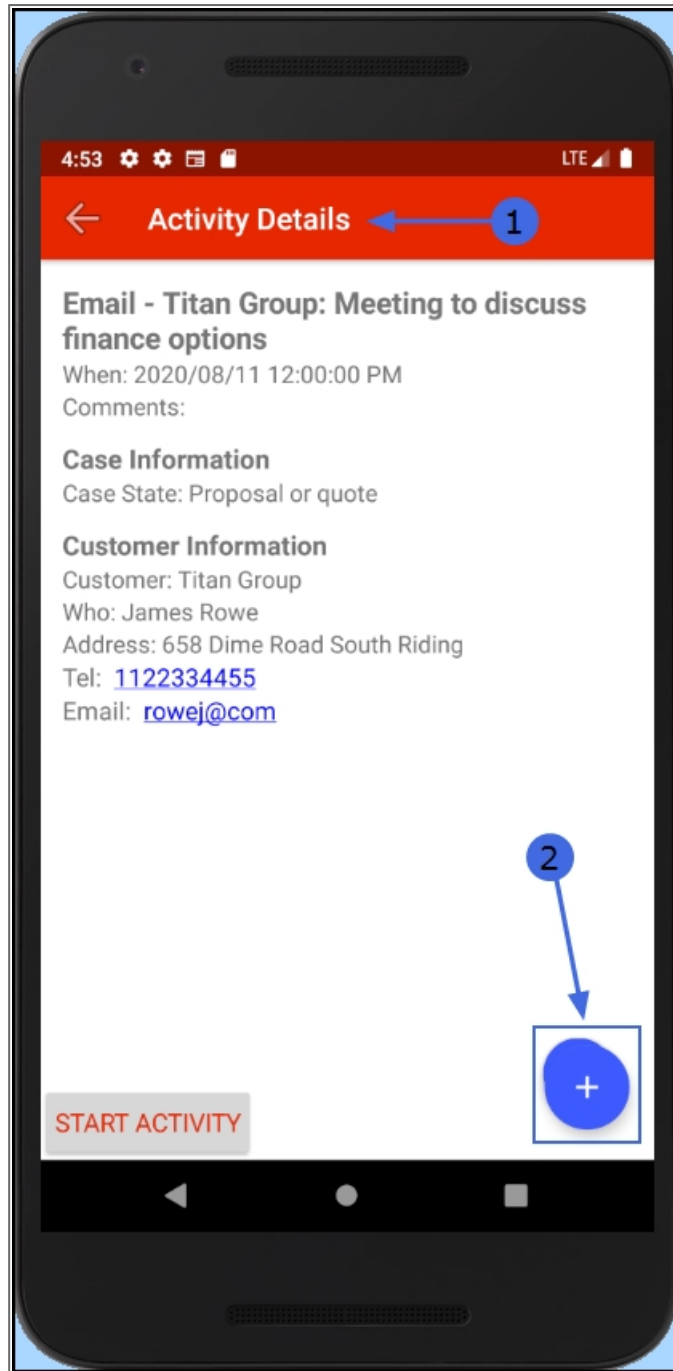 4:53 LTE
Activity Details 1
Email - Titan Group: Meeting to discuss
finance options
When: 2020/08/11 12:00:00 PM
Comments:
Case Information
Case State: Proposal or quote
Customer Information
Customer: Titan Group
Who: James Rowe
Address: 658 Dime Road South Riding
Tel: 1122334455
Email: rowej@com
2
+
START ACTIVITY